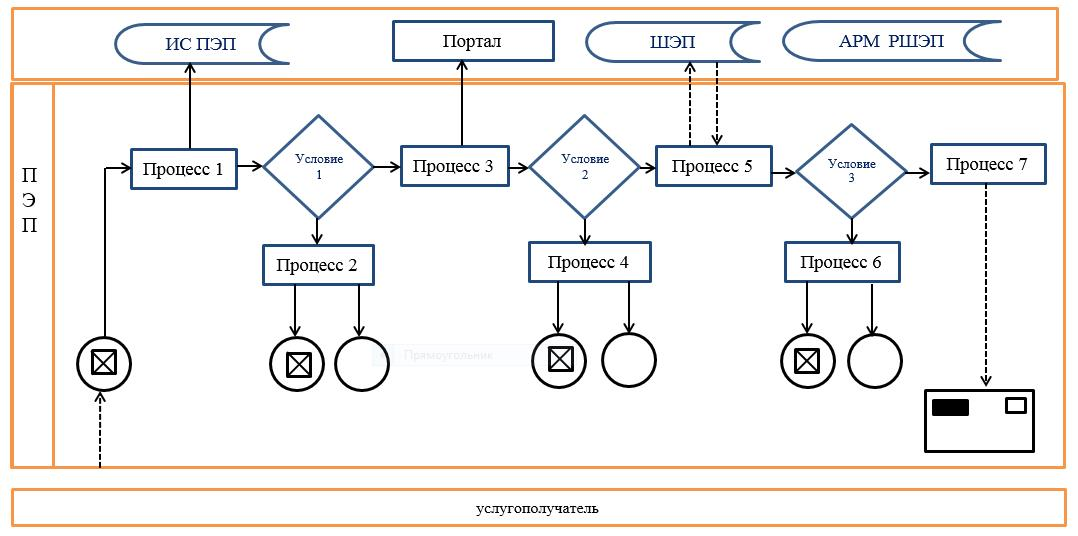 ИС ПЭП
Портал
ШЭП
АРМ РШЭП
П
Э
П
Процесс 1
Условие
1
Процесс 3
Условие
2
Процесс 5
Условие
3
Процесс 7
Процесс 2
Процесс 4
Процесс 6
Прямоугольник
услугополучатель